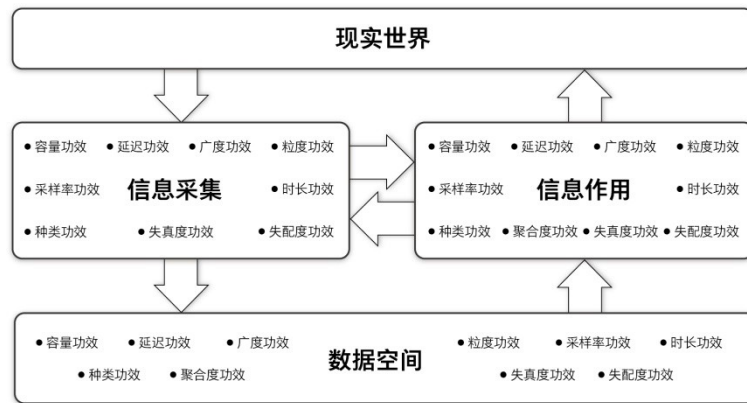 现实世界
• 容量功效 • 延迟功效 • 广度功效 • 粒度功效
• 采样率功效 信息采集 • 时长功效
• 种类功效 • 失真度功效 • 失配度功效
• 容量功效 • 延迟功效 • 广度功效 • 粒度功效
• 采样率功效 信息作用 • 时长功效
• 种类功效 • 聚合度功效 • 失真度功效 • 失配度功效
• 容量功效 • 延迟功效 • 广度功效 • 粒度功效 • 采样率功效 • 时长功效
数据空间
• 种类功效 • 聚合度功效 • 失真度功效 • 失配度功效